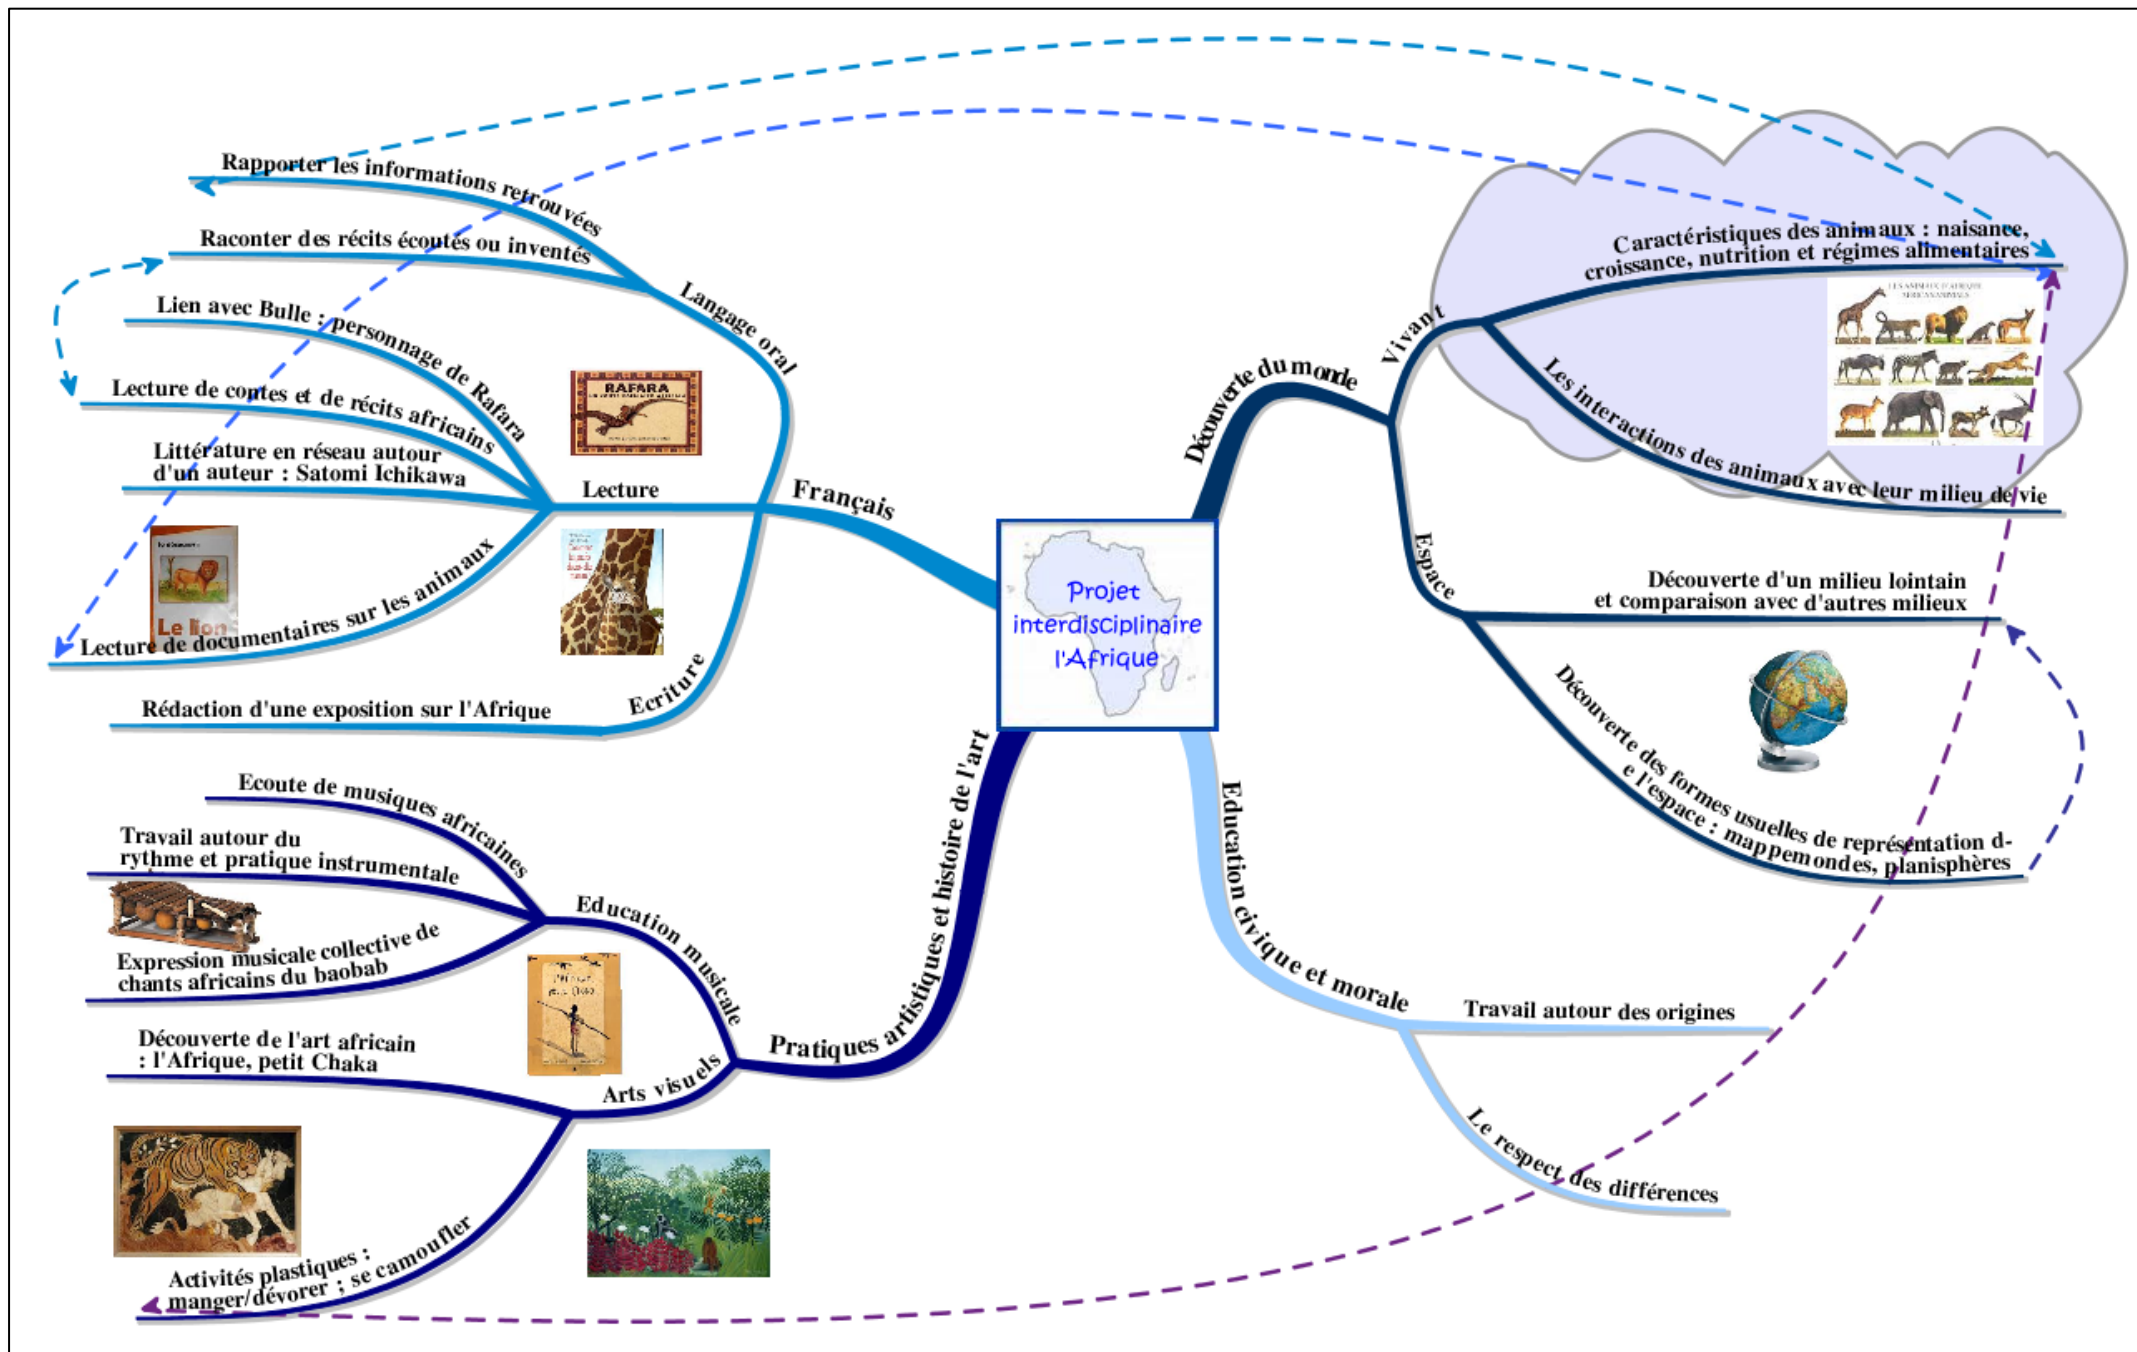 Projet
interdisciplinaire
l'Afrique
Français
Langage oral
Rapporter les informations retrouvées
Raconter des récits écoutés ou inventés
Lecture
Lien avec Bulle : personnage de Rafara
Lecture de contes et de récits africains
Littérature en réseau autour
d'un auteur : Satomi Ichikawa
Lecture de documentaires sur les animaux
RAFARA
Le lion
Ecriture
Rédaction d'une exposition sur l'Afrique
Pratiques artistiques et histoire de l'art
Education musicale
Ecoute de musiques africaines
Travail autour du
rythme et pratique instrumentale
Expression musicale collective de
chants africains du baobab
Arts visuels
Découverte de l'art africain
: l'Afrique, petit Chaka
Activités plastiques :
manger/dévorer ; se camoufler
Découverte du monde
Vivant
Caractéristiques des animaux : naisance,
croissance, nutrition et régimes alimentaires
LES ANIMAUX D'AFRIQUE
AFRICAN ANIMALS
Les interactions des animaux avec leur milieu de vie
Espace
Découverte d'un milieu lointain
et comparaison avec d'autres milieux
Découverte des formes usuelles de représentation d-
e l'espace : mappemondes, planisphères
Education civique et morale
Travail autour des origines
Le respect des différences